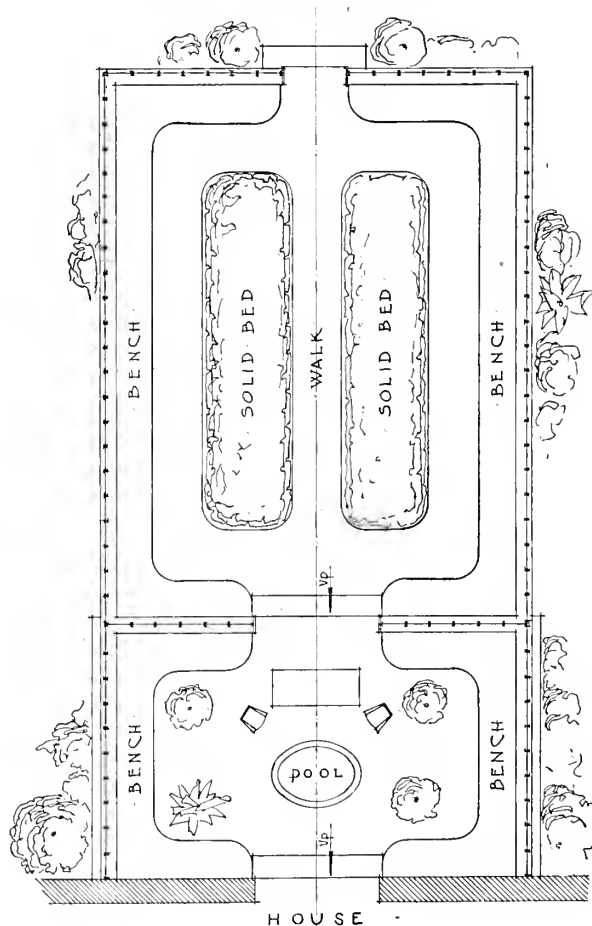 BENCH
SOLID BED
WALK
SOLID BED
BENCH
Vp
BENCH
POOL
BENCH
Vp
HOUSE